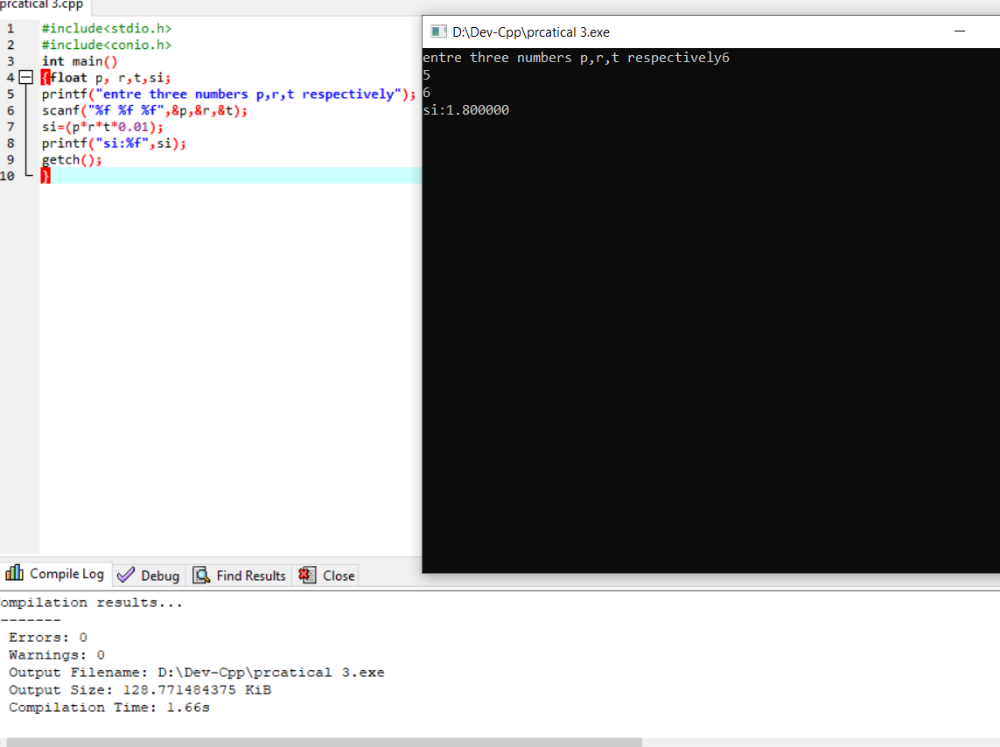 prcatical 3.cpp
1 #include<stdio.h>
2 #include<conio.h>
3 int main()
4 {float p, r,t,si;
5 printf("entre three numbers p,r,t respectively");
6 scanf("%f %f %f",&p,&r,&t);
7 si=(p*r*t*0.01);
8 printf("si:%f",si);
9 getch();
10 }
D:\Dev-Cpp\prcatical 3.exe
entre three numbers p,r,t respectively6
5
6
si:1.800000
Compile Log Debug Find Results Close
ompilation results...
-------
Errors: 0
Warnings: 0
Output Filename: D:\Dev-Cpp\prcatical 3.exe
Output Size: 128.771484375 KiB
Compilation Time: 1.66s